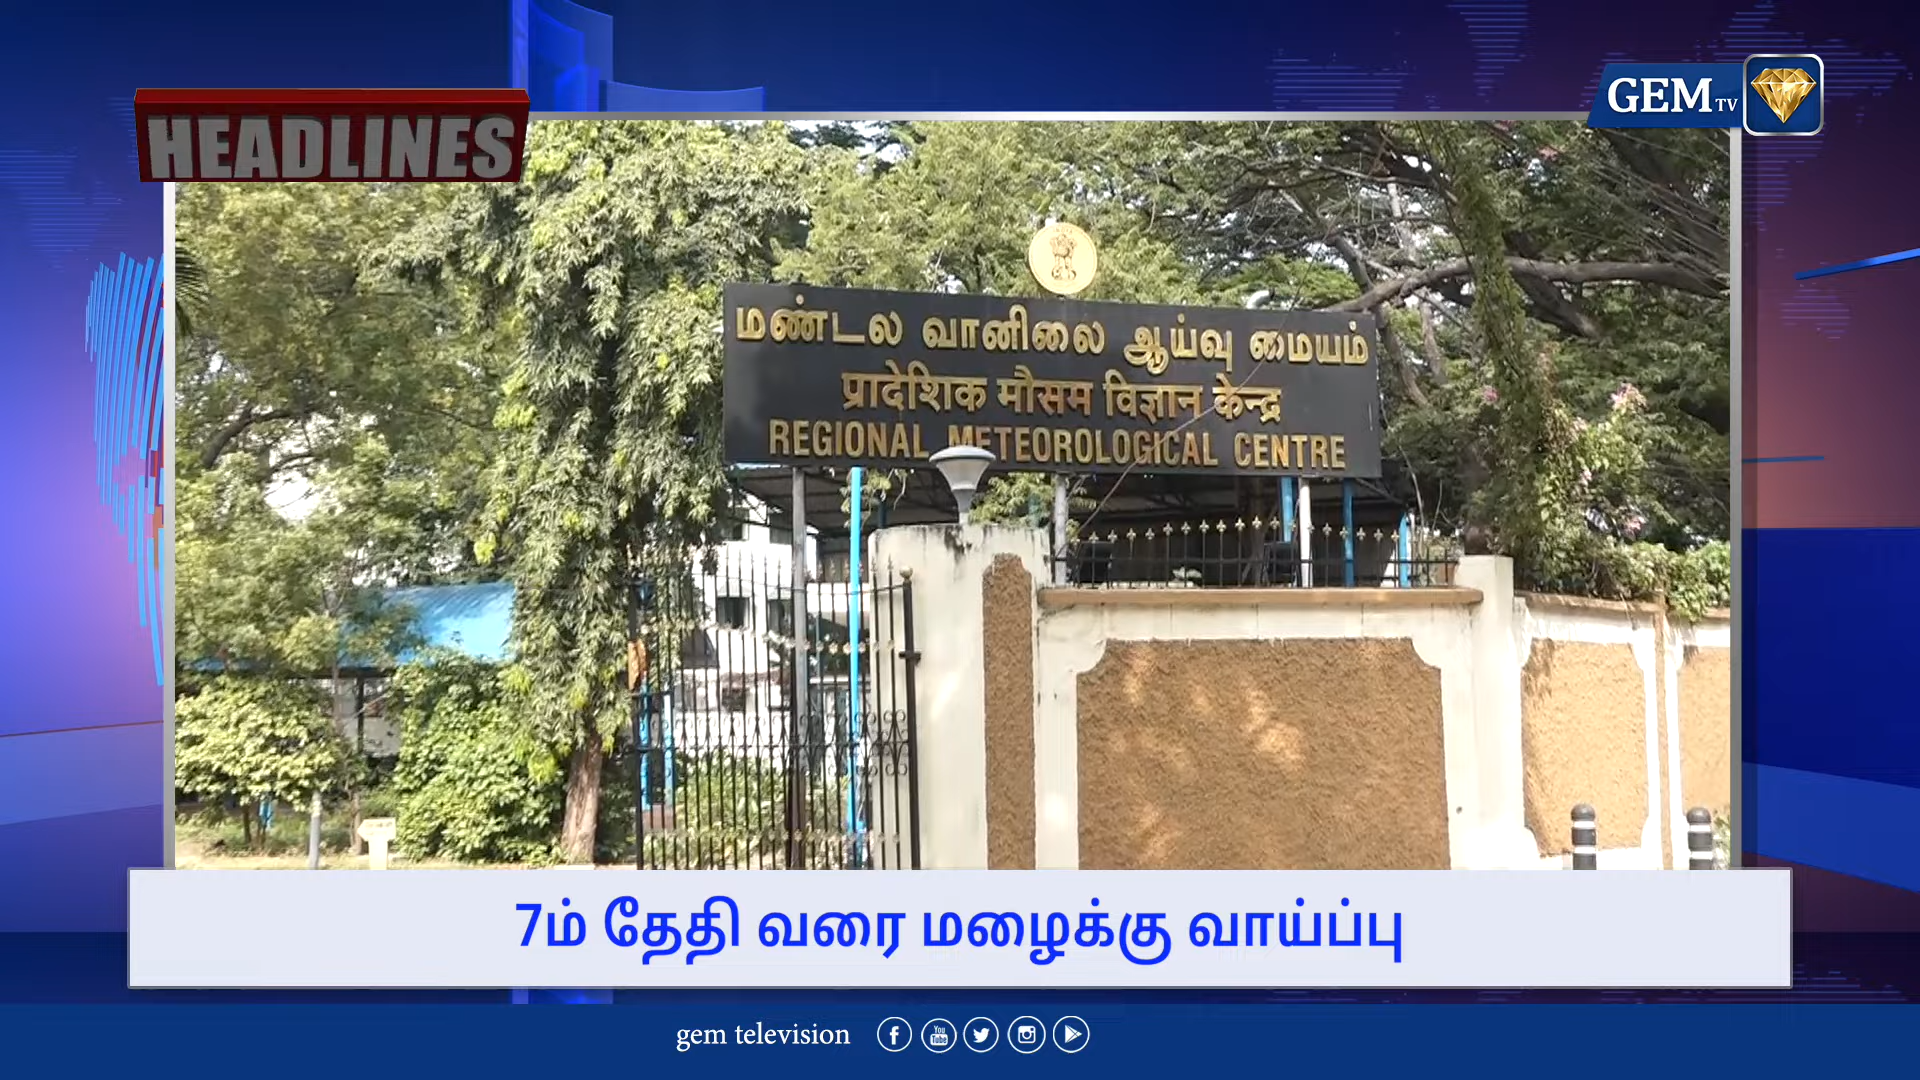 HEADLINES
GEM TV
மண்டல வானிலை ஆய்வு மையம்
प्रादेशिक मौसम विज्ञान केन्द्र
REGIONAL METEOROLOGICAL CENTRE
7ம் தேதி வரை மழைக்கு வாய்ப்பு
gem television